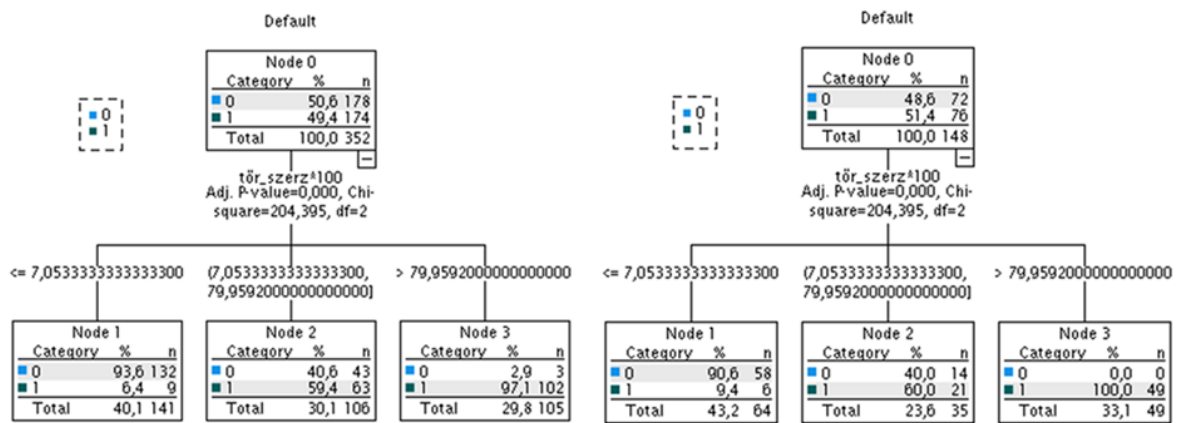 Default
Node 0
Category % n
0 50,6 178
1 49,4 174
Total 100,0 352
0
1
tőr_szerz*100
Adj. P-value=0,000, Chi-
square=204,395, df=2
<= 7,05333333333333300
(7,05333333333333300,
79,95920000000000000]
> 79,95920000000000000
Node 1
Category % n
0 93,6 132
1 6,4 9
Total 40,1 141
Node 2
Category % n
0 40,6 43
1 59,4 63
Total 30,1 106
Node 3
Category % n
0 2,9 3
1 97,1 102
Total 29,8 105
Default
Node 0
Category % n
0 48,6 72
1 51,4 76
Total 100,0 148
0
1
tőr_szerz*100
Adj. P-value=0,000, Chi-
square=204,395, df=2
<= 7,05333333333333300
(7,05333333333333300,
79,95920000000000000]
> 79,95920000000000000
Node 1
Category % n
0 90,6 58
1 9,4 6
Total 43,2 64
Node 2
Category % n
0 40,0 14
1 60,0 21
Total 23,6 35
Node 3
Category % n
0 0,0 0
1 100,0 49
Total 33,1 49